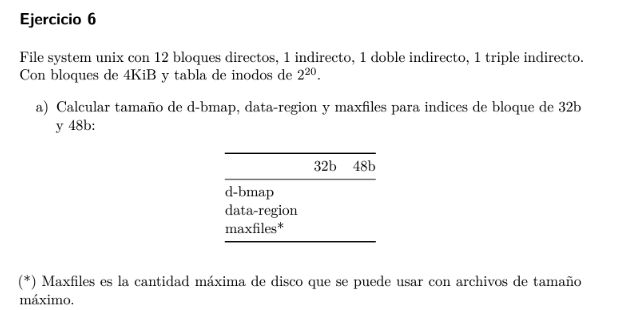 Ejercicio 6
File system unix con 12 bloques directos, 1 indirecto, 1 doble indirecto, 1 triple indirecto.
Con bloques de 4KiB y tabla de inodos de 2²⁰.
a) Calcular tamaño de d-bmap, data-region y maxfiles para indices de bloque de 32b
y 48b:
32b 48b
d-bmap
data-region
maxfiles*
(*) Maxfiles es la cantidad máxima de disco que se puede usar con archivos de tamaño
máximo.